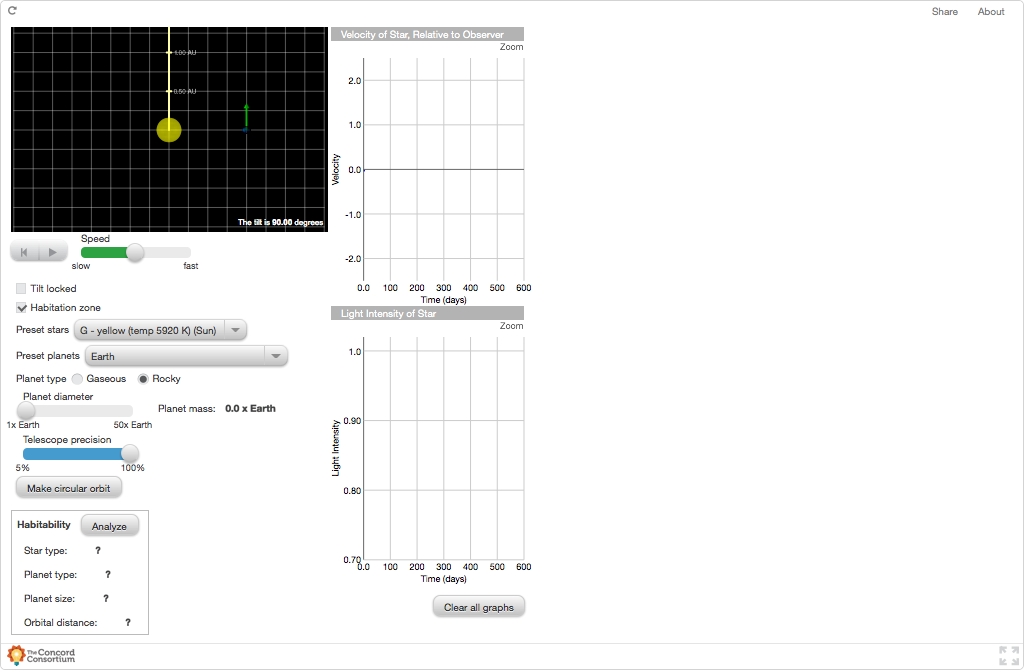 Share About
Velocity of Star, Relative to Observer
Zoom
1.00 AU
0.50 AU
The tilt is 90.00 degrees
2.0
1.0
0.0
-1.0
-2.0
Velocity
0.0 100 200 300 400 500 600
Time (days)
Speed
slow fast
Tilt locked
Habitation zone
Preset stars G - yellow (temp 5920 K) (Sun)
Preset planets Earth
Planet type Gaseous Rocky
Planet diameter
1x Earth 50x Earth
Planet mass: 0.0 x Earth
Telescope precision
5% 100%
Make circular orbit
Habitability Analyze
Star type: ?
Planet type: ?
Planet size: ?
Orbital distance: ?
Light Intensity of Star
Zoom
1.0
0.90
0.80
0.70
Light Intensity
0.0 100 200 300 400 500 600
Time (days)
Clear all graphs
The Concord
Consortium